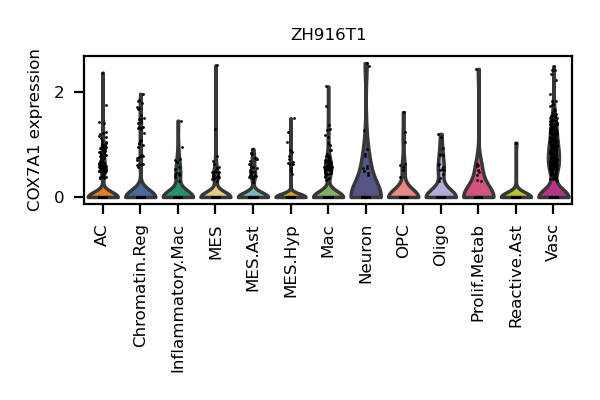 ZH916T1
COX7A1 expression
2
0
AC
Chromatin.Reg
Inflammatory.Mac
MES
MES.Ast
MES.Hyp
Mac
Neuron
OPC
Oligo
Prolif.Metab
Reactive.Ast
Vasc